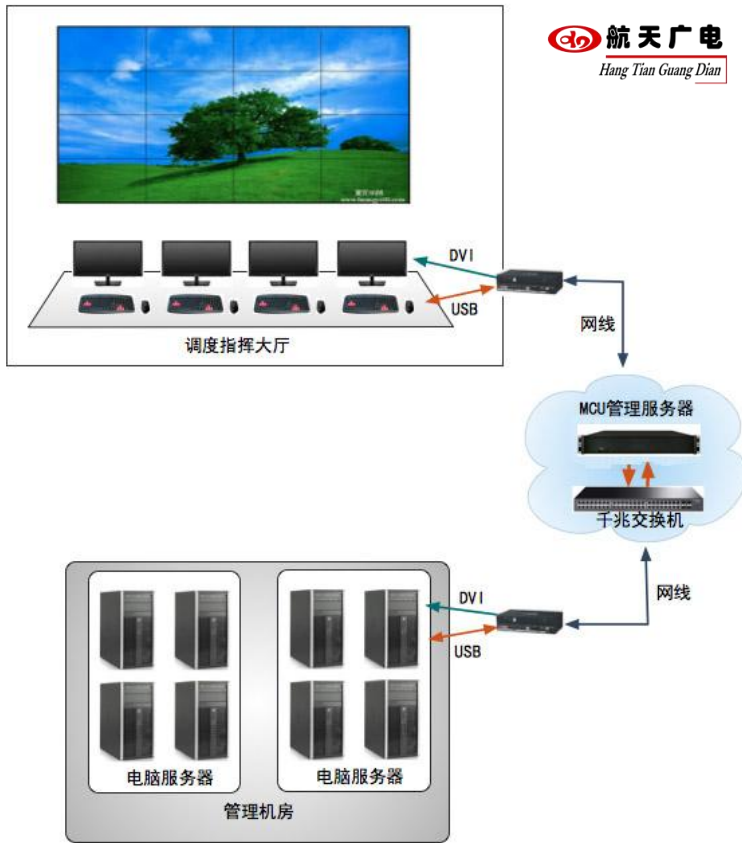 航天广电
Hang Tian Guang Dian
DVI
USB
调度指挥大厅
网线
MCU管理服务器
千兆交换机
网线
DVI
USB
电脑服务器
电脑服务器
管理机房